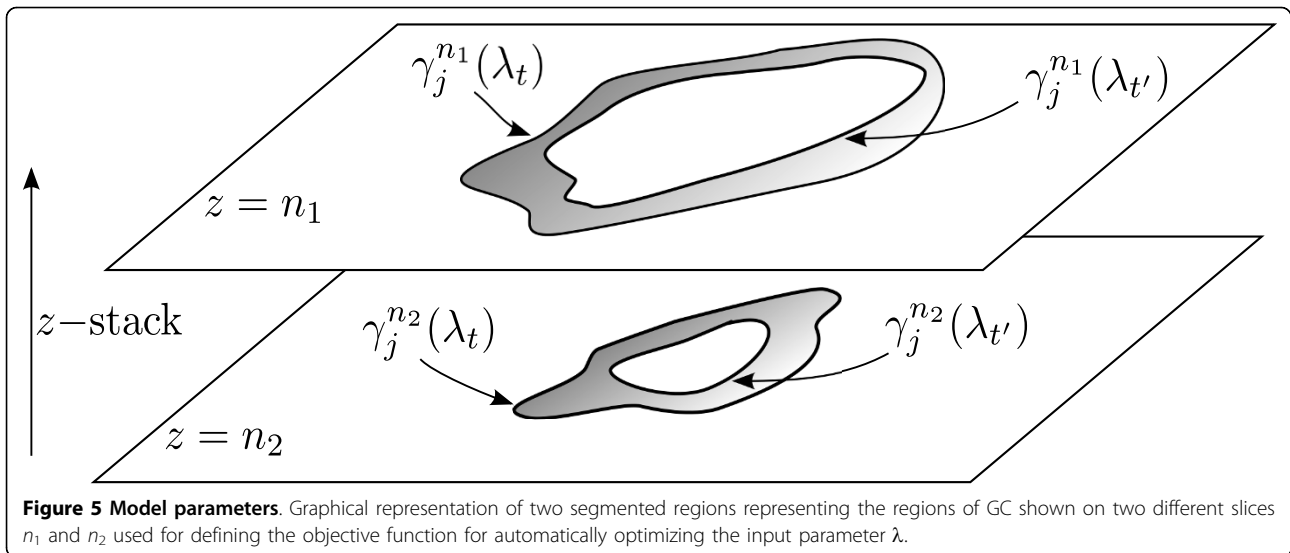 γ_j^{n_1}(λ_t)
γ_j^{n_1}(λ_{t'})
z = n_1
z−stack
γ_j^{n_2}(λ_t)
γ_j^{n_2}(λ_{t'})
z = n_2
Figure 5 Model parameters. Graphical representation of two segmented regions representing the regions of GC shown on two different slices
n_1 and n_2 used for defining the objective function for automatically optimizing the input parameter λ.